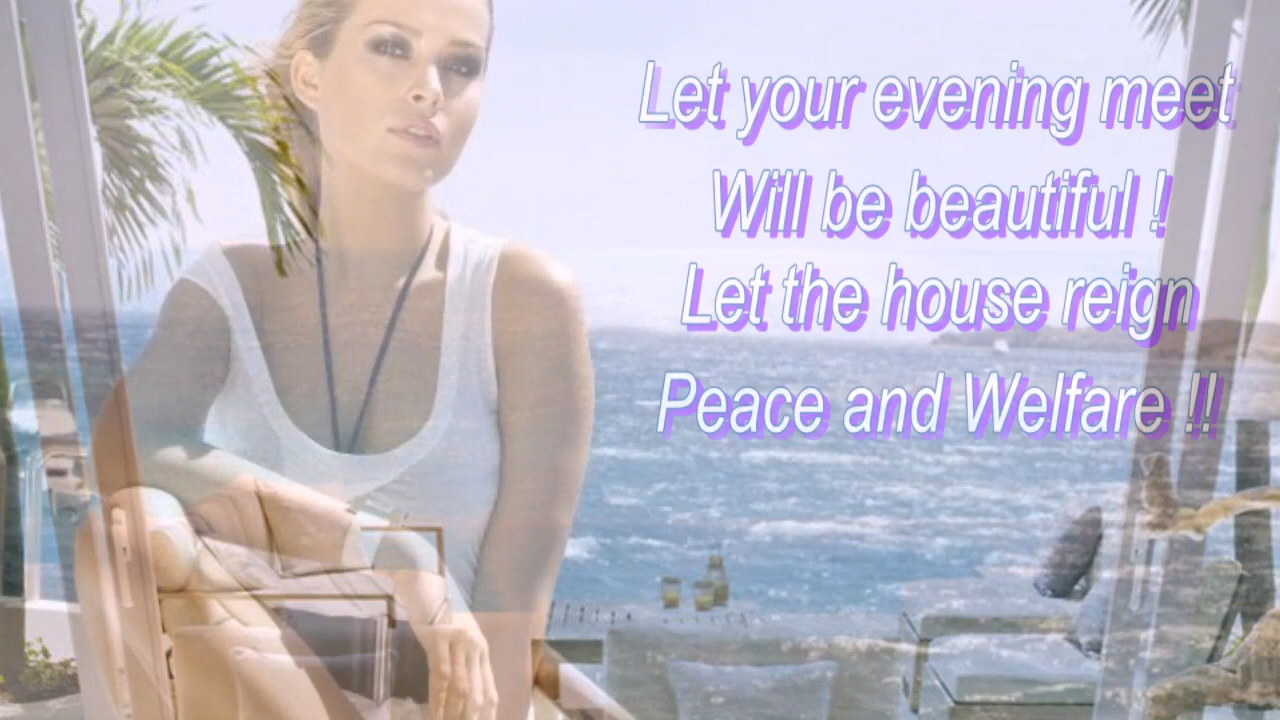 Let your evening meet
Will be beautiful !
Let the house reign
Peace and Welfare !!